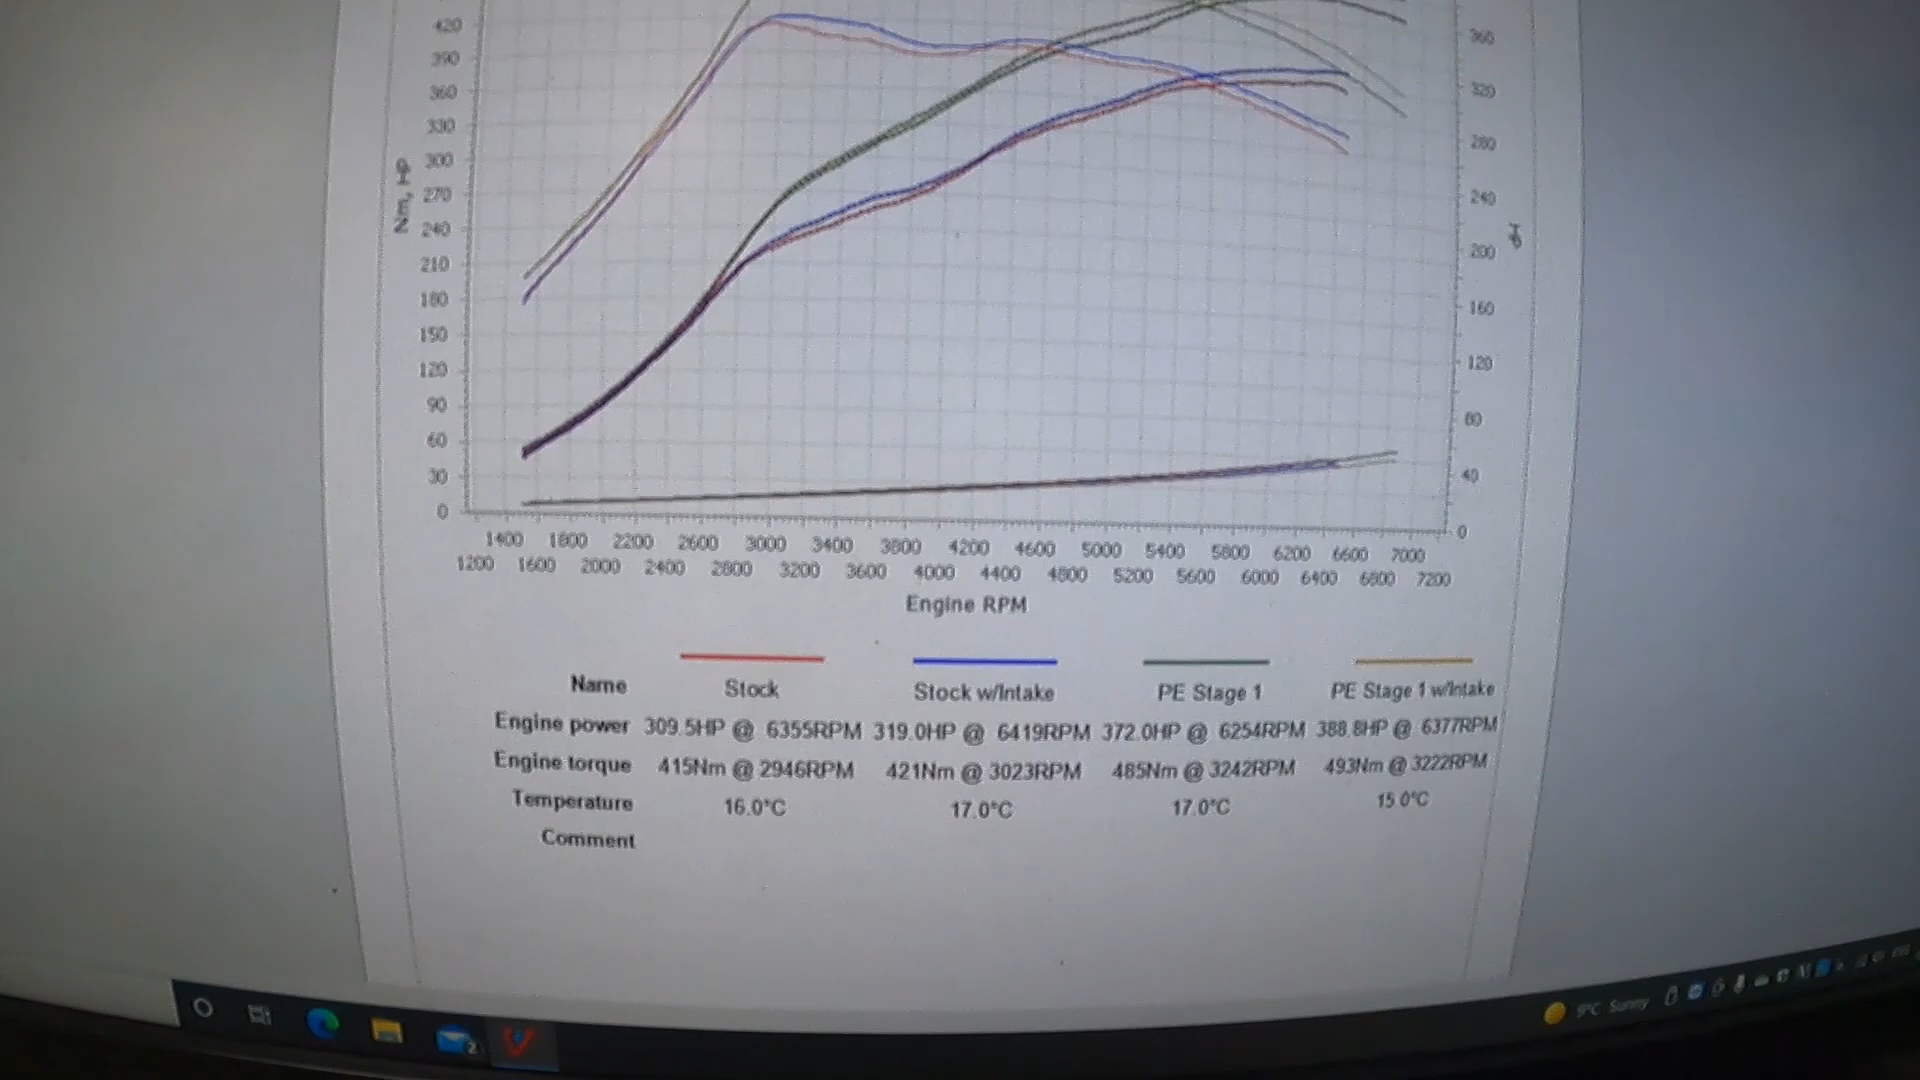 420
390
360
330
300
270
240
210
180
150
120
90
60
30
0
Nm, HP
360
320
280
240
200
160
120
80
40
0
HP
1400 1800 2200 2600 3000 3400 3800 4200 4600 5000 5400 5800 6200 6600 7000
1200 1600 2000 2400 2800 3200 3600 4000 4400 4800 5200 5600 6000 6400 6800 7200
Engine RPM
Name Stock Stock w/Intake PE Stage 1 PE Stage 1 w/Intake
Engine power 309.5HP @ 6355RPM 319.0HP @ 6419RPM 372.0HP @ 6254RPM 388.8HP @ 6377RPM
Engine torque 415Nm @ 2946RPM 421Nm @ 3023RPM 485Nm @ 3242RPM 493Nm @ 3222RPM
Temperature 16.0°C 17.0°C 17.0°C 15.0°C
Comment
2
9°C Sunny